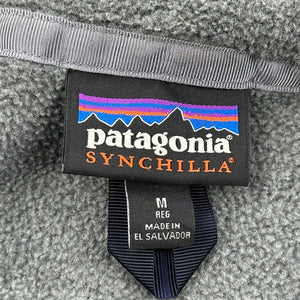 patagonia®
SYNCHILLA®
M
REG
MADE IN
EL SALVADOR